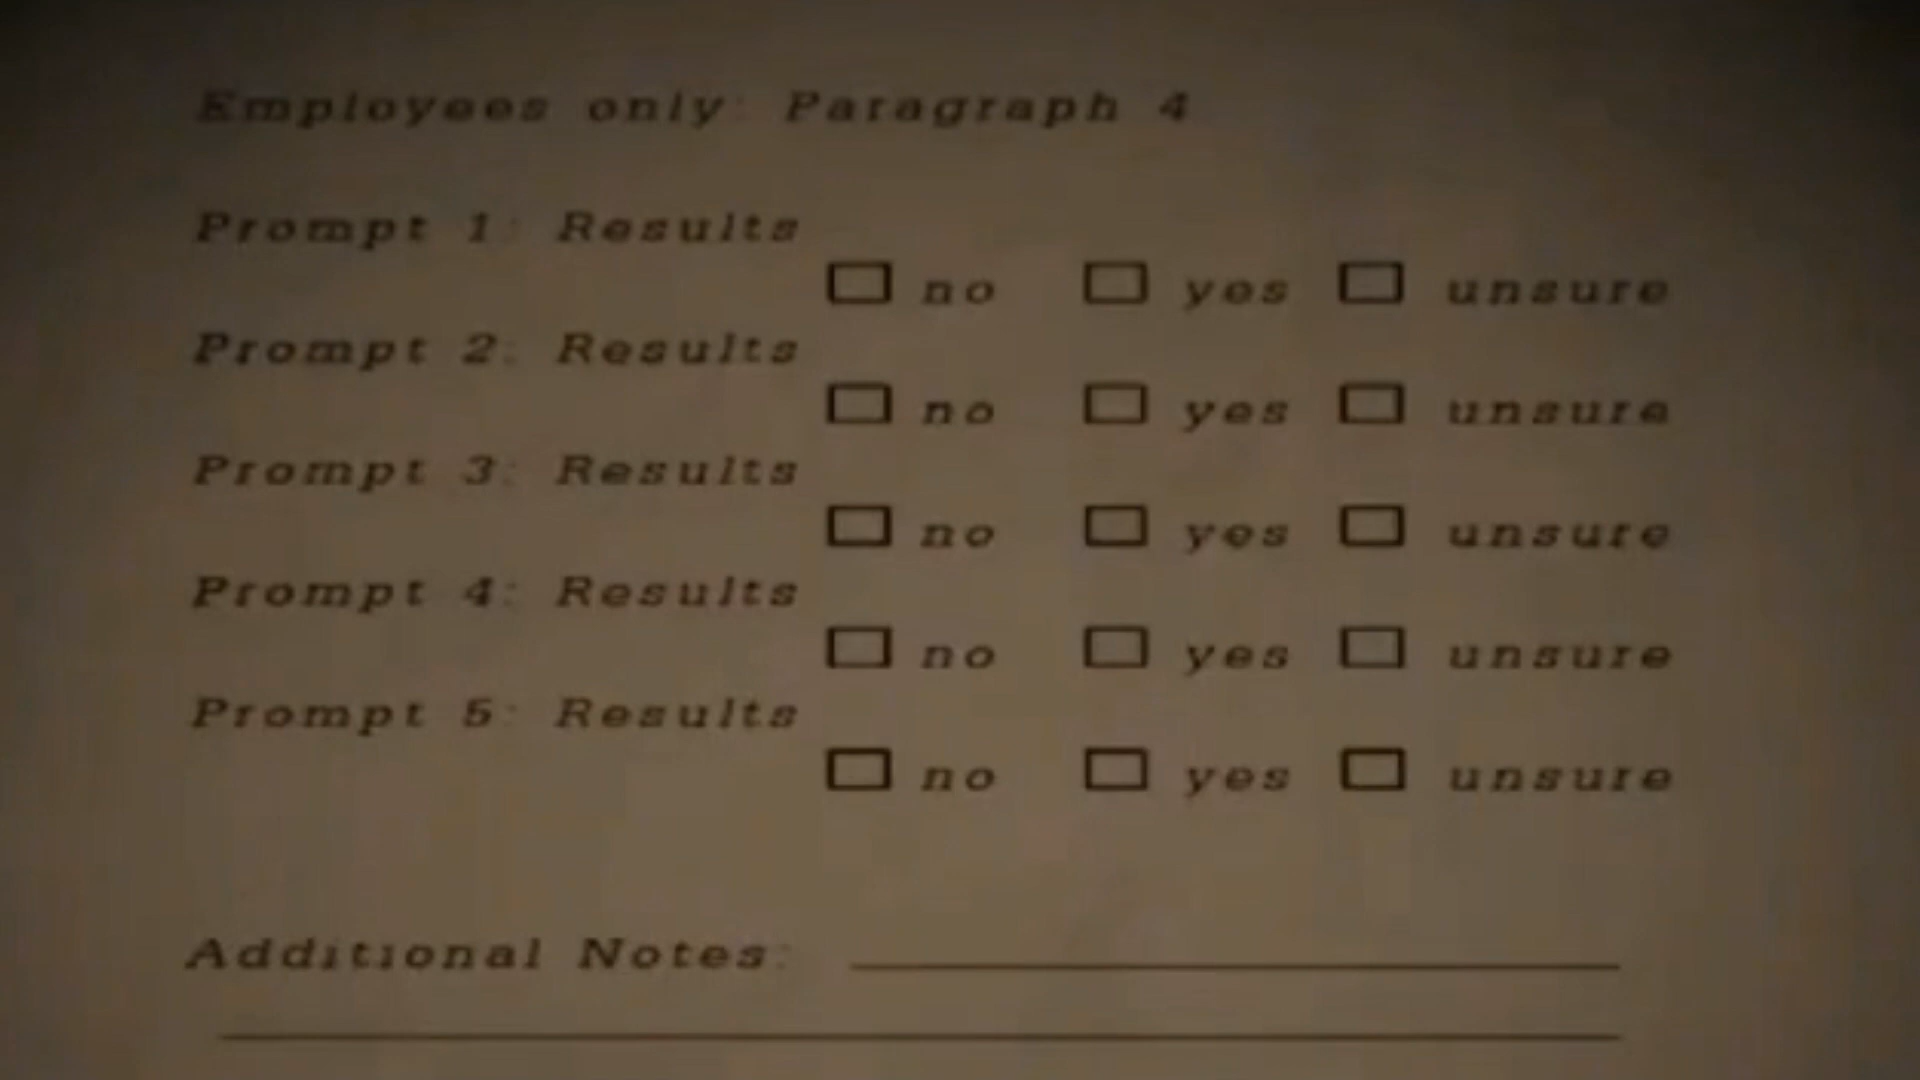 Employees only: Paragraph 4
Prompt 1: Results
no yes unsure
Prompt 2: Results
no yes unsure
Prompt 3: Results
no yes unsure
Prompt 4: Results
no yes unsure
Prompt 5: Results
no yes unsure
Additional Notes: